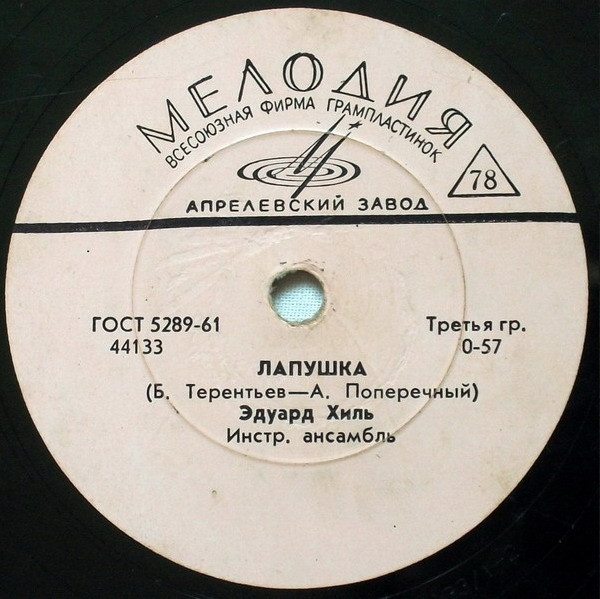 МЕЛОДИЯ
ВСЕСОЮЗНАЯ ФИРМА ГРАМПЛАСТИНОК
78
АПРЕЛЕВСКИЙ ЗАВОД
ГОСТ 5289-61 Третья гр.
44133 0-57
ЛАПУШКА
(Б. Терентьев—А. Поперечный)
Эдуард Хиль
Инстр. ансамбль